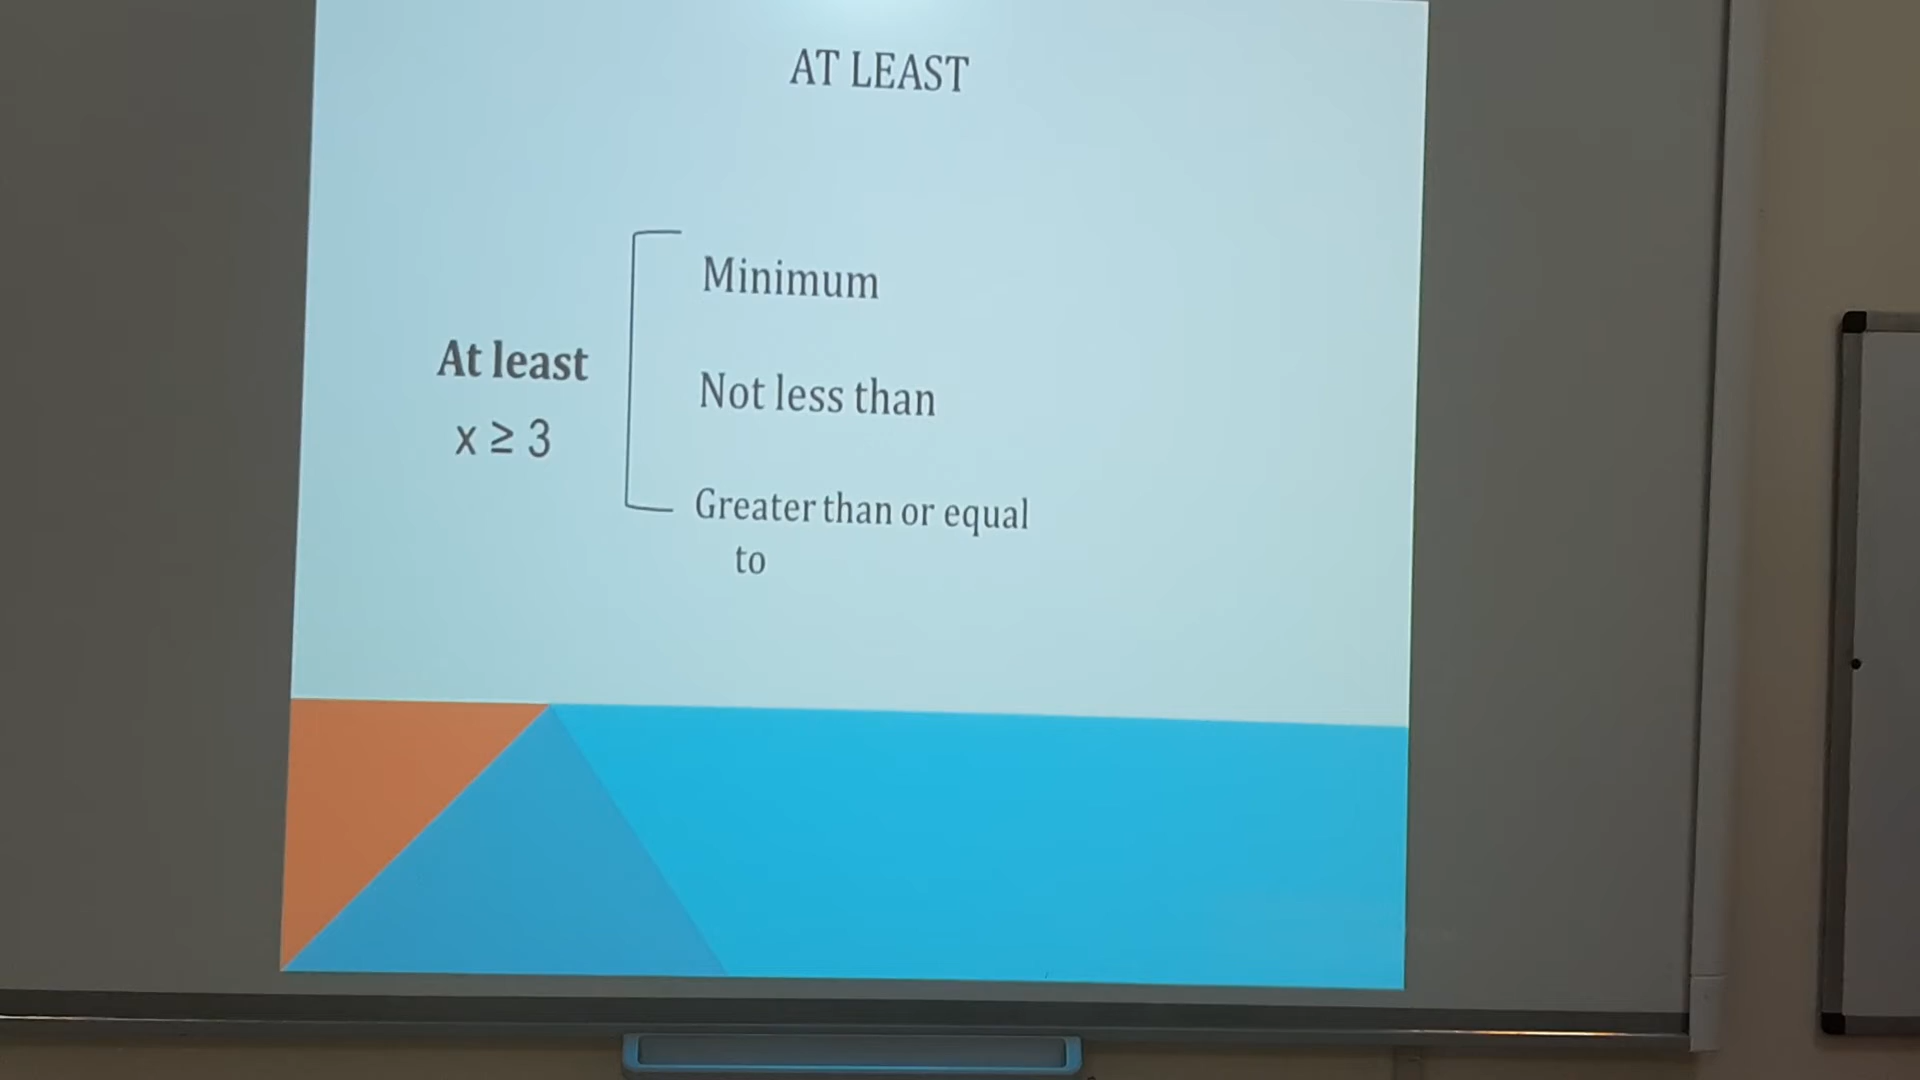 AT LEAST
Minimum
At least
Not less than
x ≥ 3
Greater than or equal
to